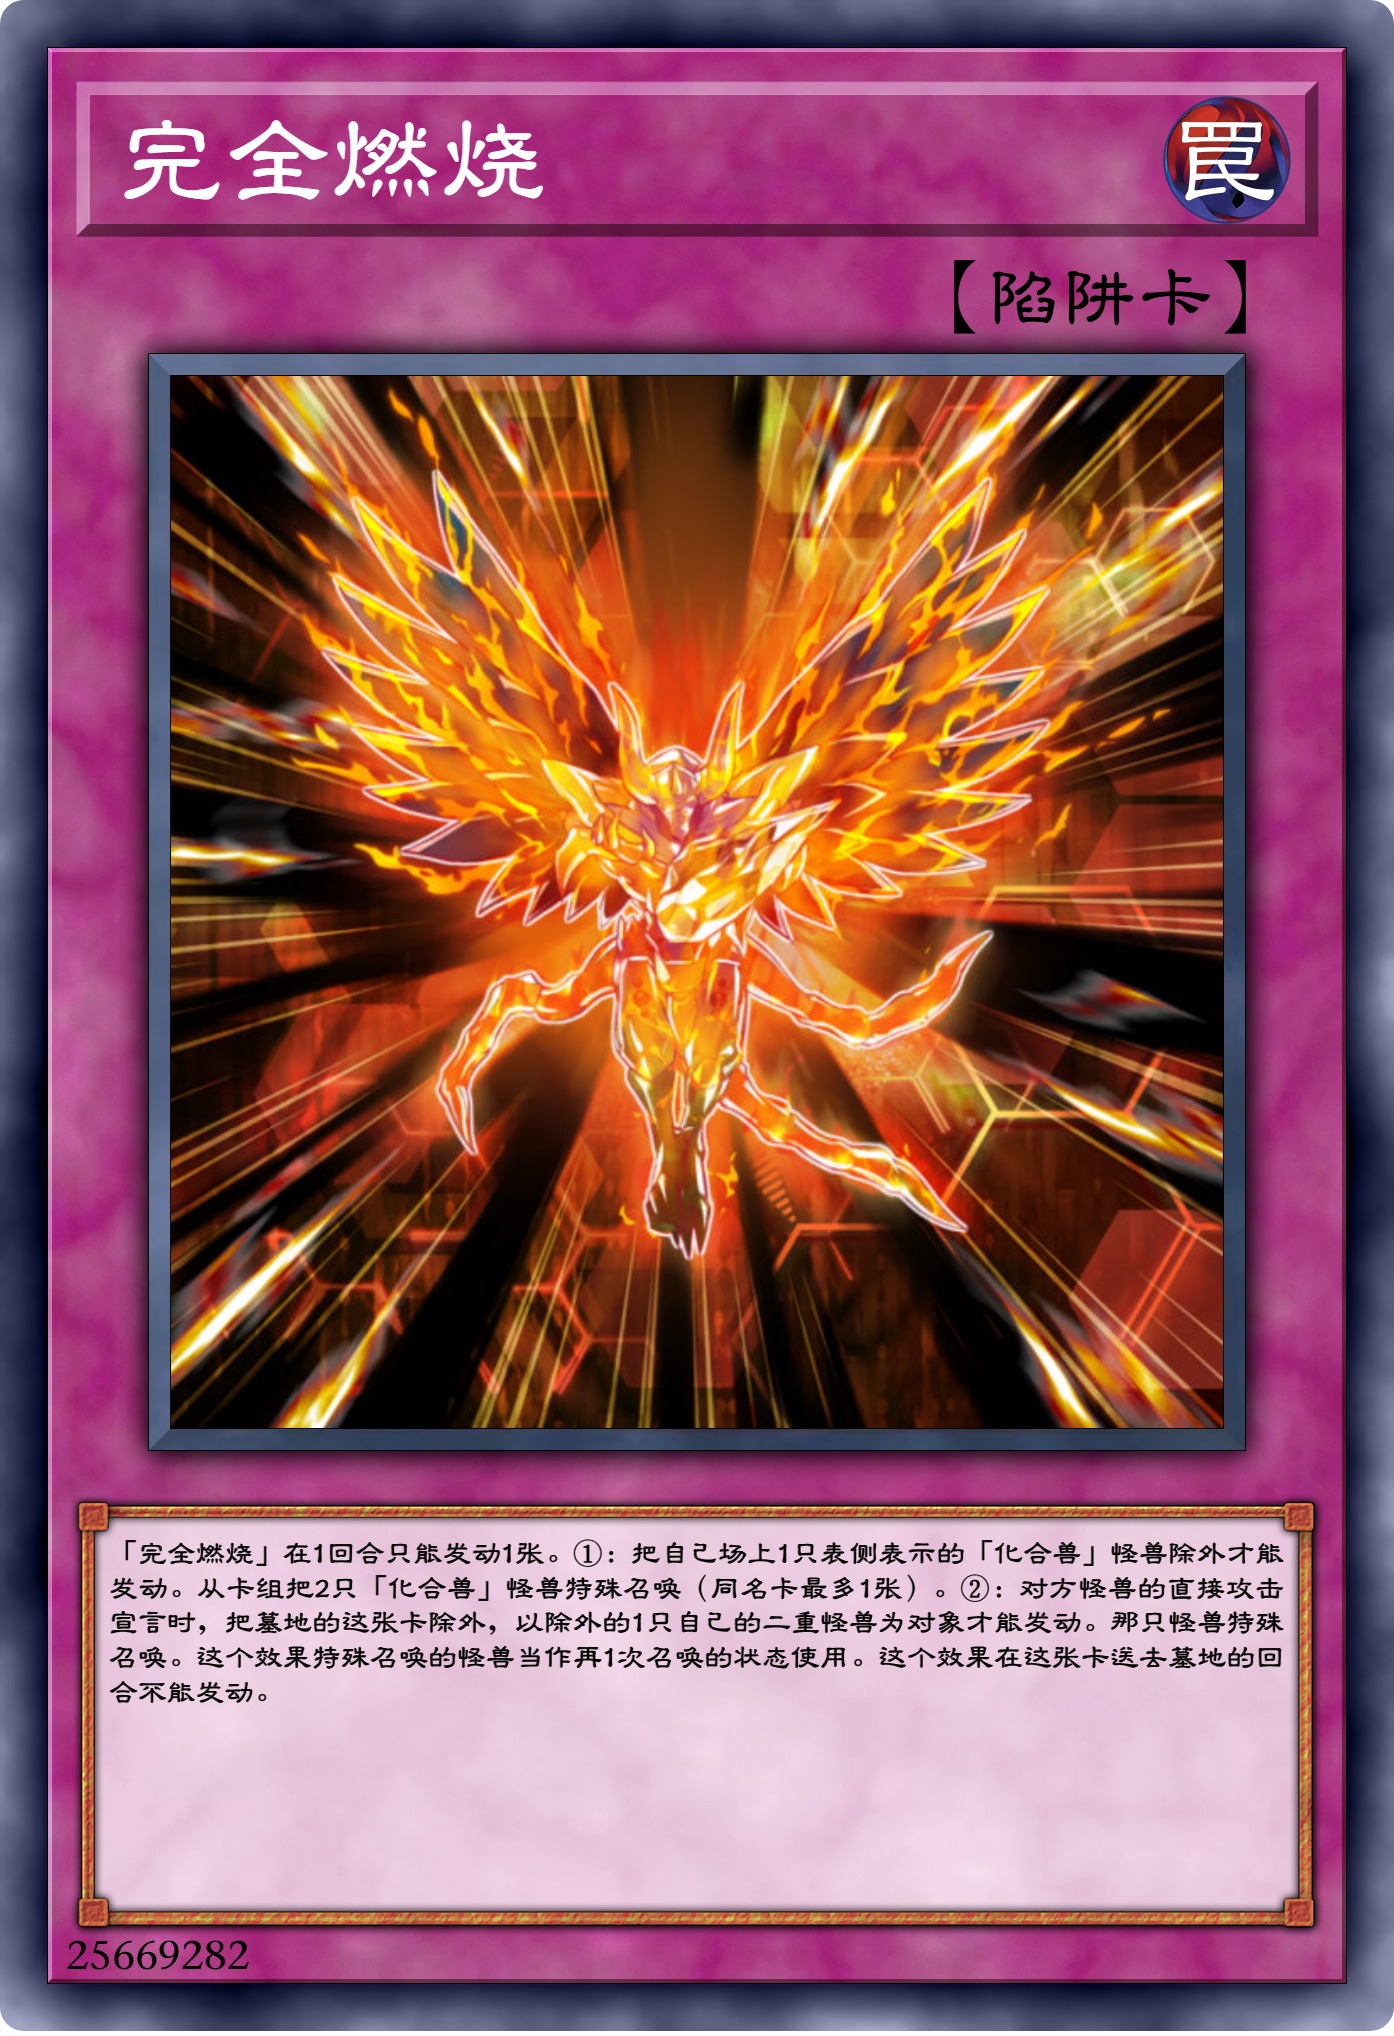 完全燃烧
罠
【陷阱卡】
「完全燃烧」在1回合只能发动1张。①：把自己场上1只表侧表示的「化合兽」怪兽除外才能
发动。从卡组把2只「化合兽」怪兽特殊召唤（同名卡最多1张）。②：对方怪兽的直接攻击
宣言时，把墓地的这张卡除外，以除外的1只自己的二重怪兽为对象才能发动。那只怪兽特殊
召唤。这个效果特殊召唤的怪兽当作再1次召唤的状态使用。这个效果在这张卡送去墓地的回
合不能发动。
25669282